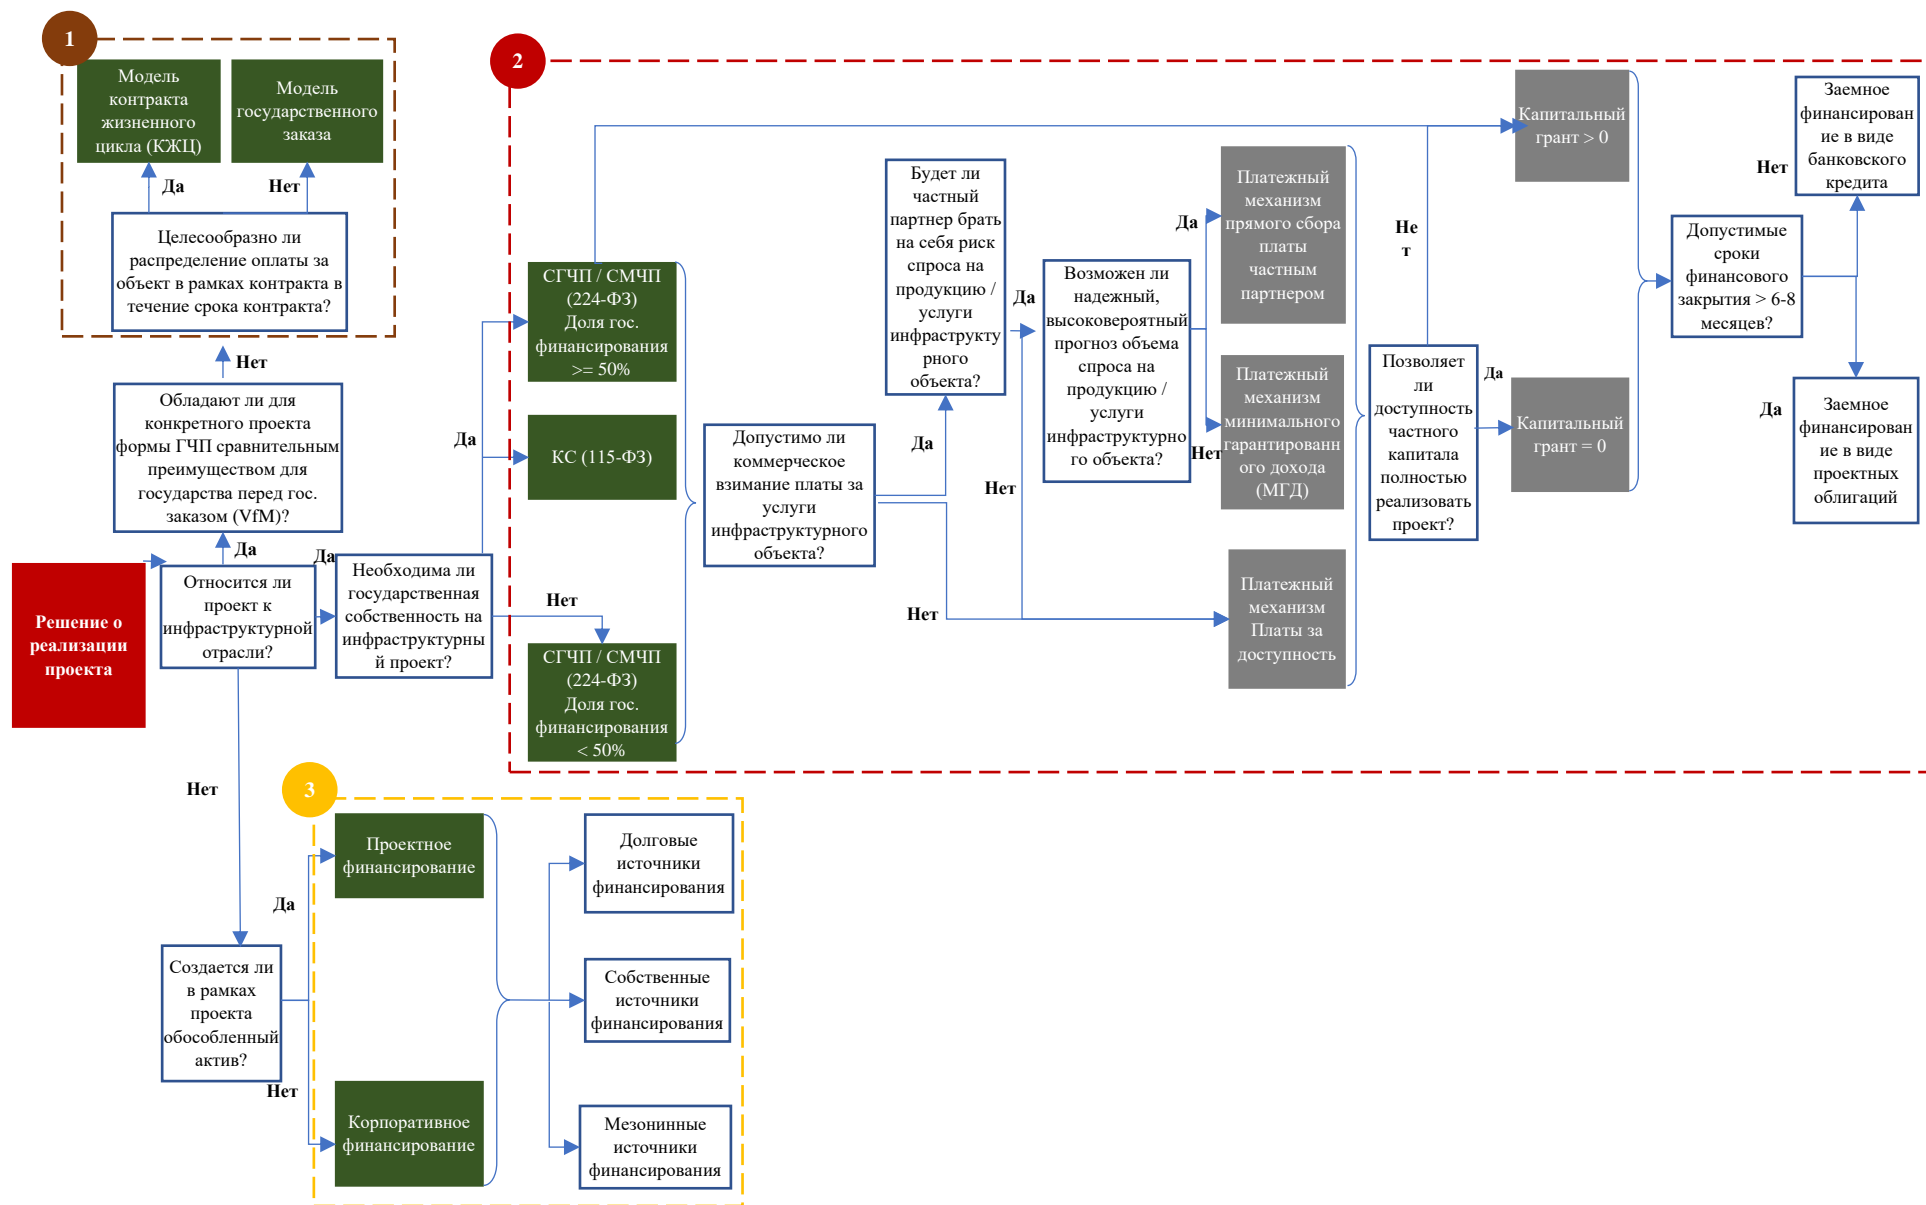 1
Модель
контракта
жизненного
цикла (КЖЦ)
Модель
государственного
заказа
Да
Нет
Целесообразно ли
распределение оплаты за
объект в рамках контракта в
течение срока контракта?
Нет
Обладают ли для
конкретного проекта
формы ГЧП сравнительным
преимуществом для
государства перед гос.
заказом (VfM)?
Да
Решение о
реализации
проекта
Относится ли
проект к
инфраструктурной
отрасли?
Да
Необходима ли
государственная
собственность на
инфраструктурны
й проект?
Да
Нет
2
СГЧП / СМЧП
(224-ФЗ)
Доля гос.
финансирования
>= 50%
КС (115-ФЗ)
СГЧП / СМЧП
(224-ФЗ)
Доля гос.
финансирования
< 50%
Допустимо ли
коммерческое
взимание платы за
услуги
инфраструктурного
объекта?
Да
Нет
Будет ли
частный
партнер брать
на себя риск
спроса на
продукцию /
услуги
инфраструкту
рного
объекта?
Да
Нет
Возможен ли
надежный,
высоковероятный
прогноз объема
спроса на
продукцию /
услуги
инфраструктурно
го объекта?
Да
Нет
Платежный
механизм
прямого сбора
платы
частным
партнером
Платежный
механизм
минимального
гарантированн
ого дохода
(МГД)
Платежный
механизм
Платы за
доступность
Позволяет
ли
доступность
частного
капитала
полностью
реализовать
проект?
Не
т
Да
Капитальный
грант > 0
Капитальный
грант = 0
Допустимые
сроки
финансового
закрытия > 6-8
месяцев?
Нет
Да
Заемное
финансирован
ие в виде
банковского
кредита
Заемное
финансирован
ие в виде
проектных
облигаций
Нет
Создается ли
в рамках
проекта
обособленный
актив?
Да
Нет
3
Проектное
финансирование
Корпоративное
финансирование
Долговые
источники
финансирования
Собственные
источники
финансирования
Мезонинные
источники
финансирования